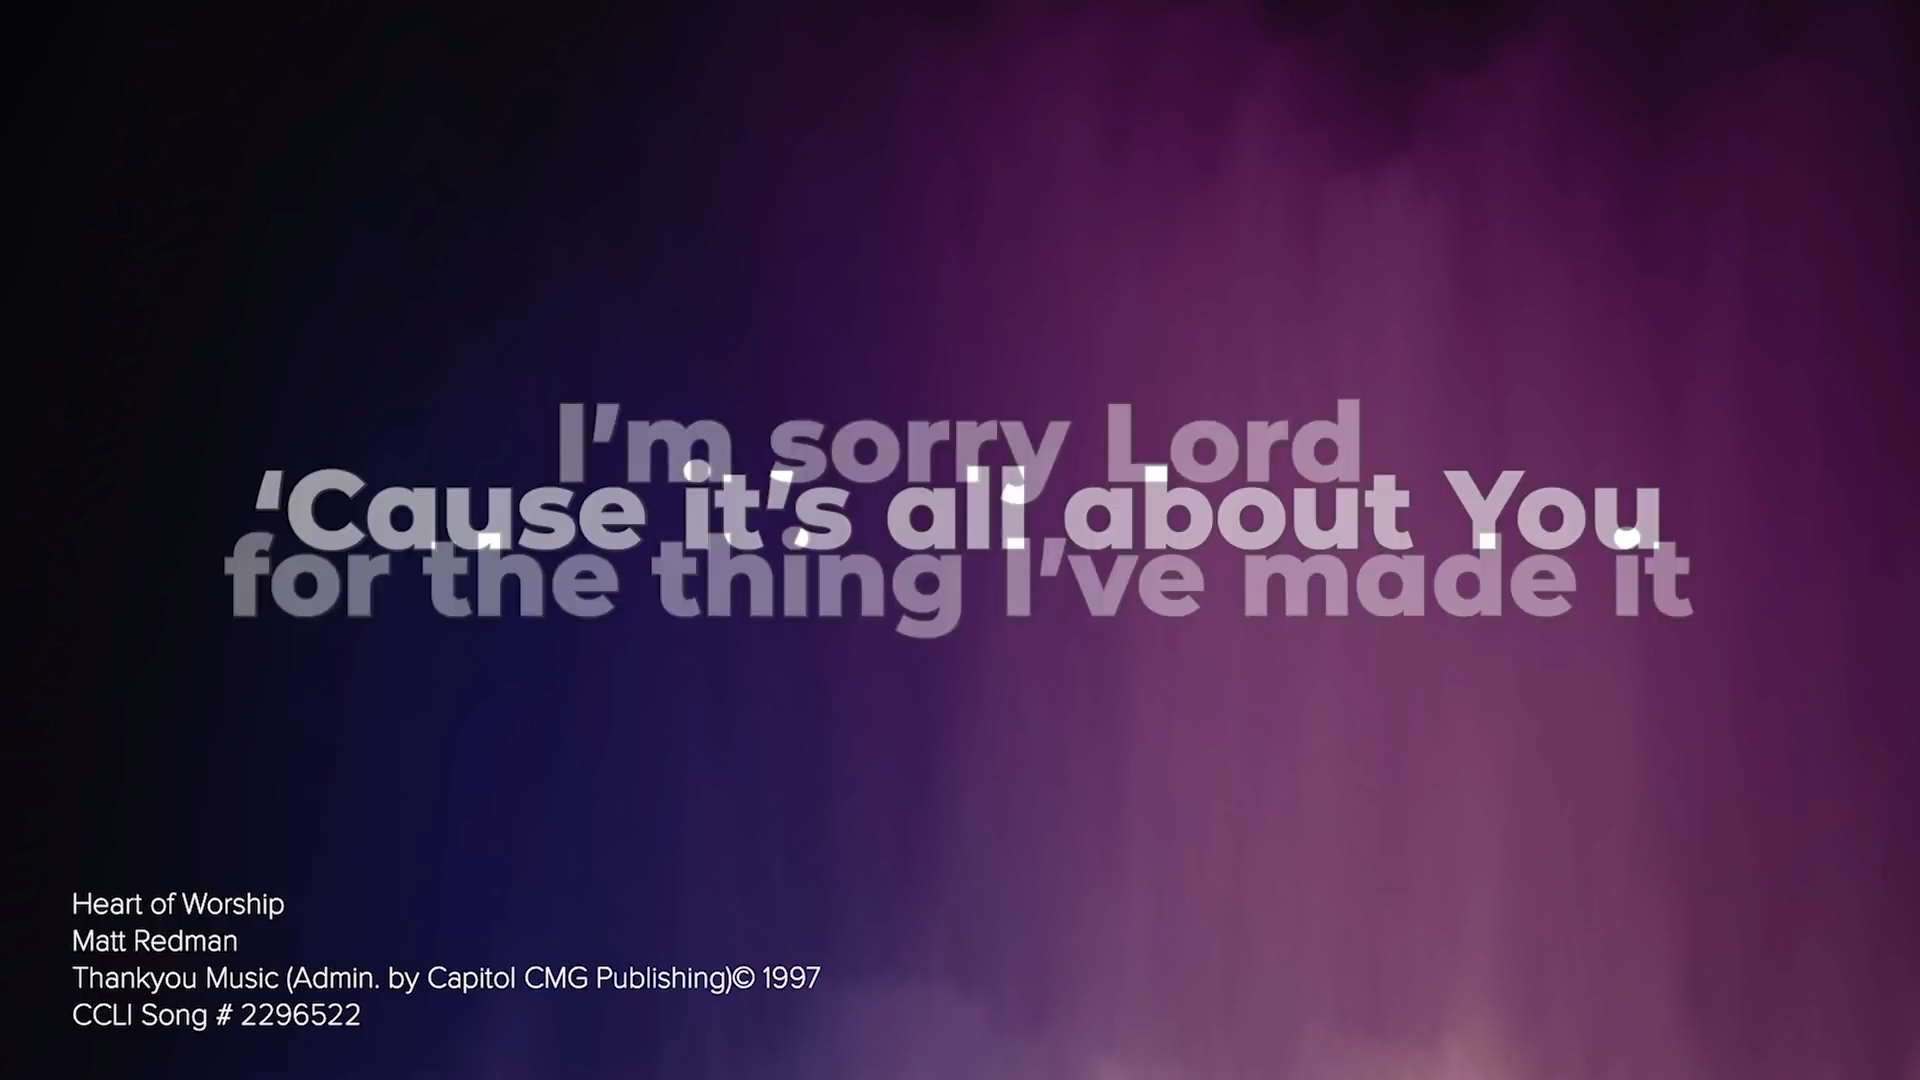 I’m sorry Lord
‘Cause it’s all about You
for the thing I’ve made it
Heart of Worship
Matt Redman
Thankyou Music (Admin. by Capitol CMG Publishing)© 1997
CCLI Song # 2296522